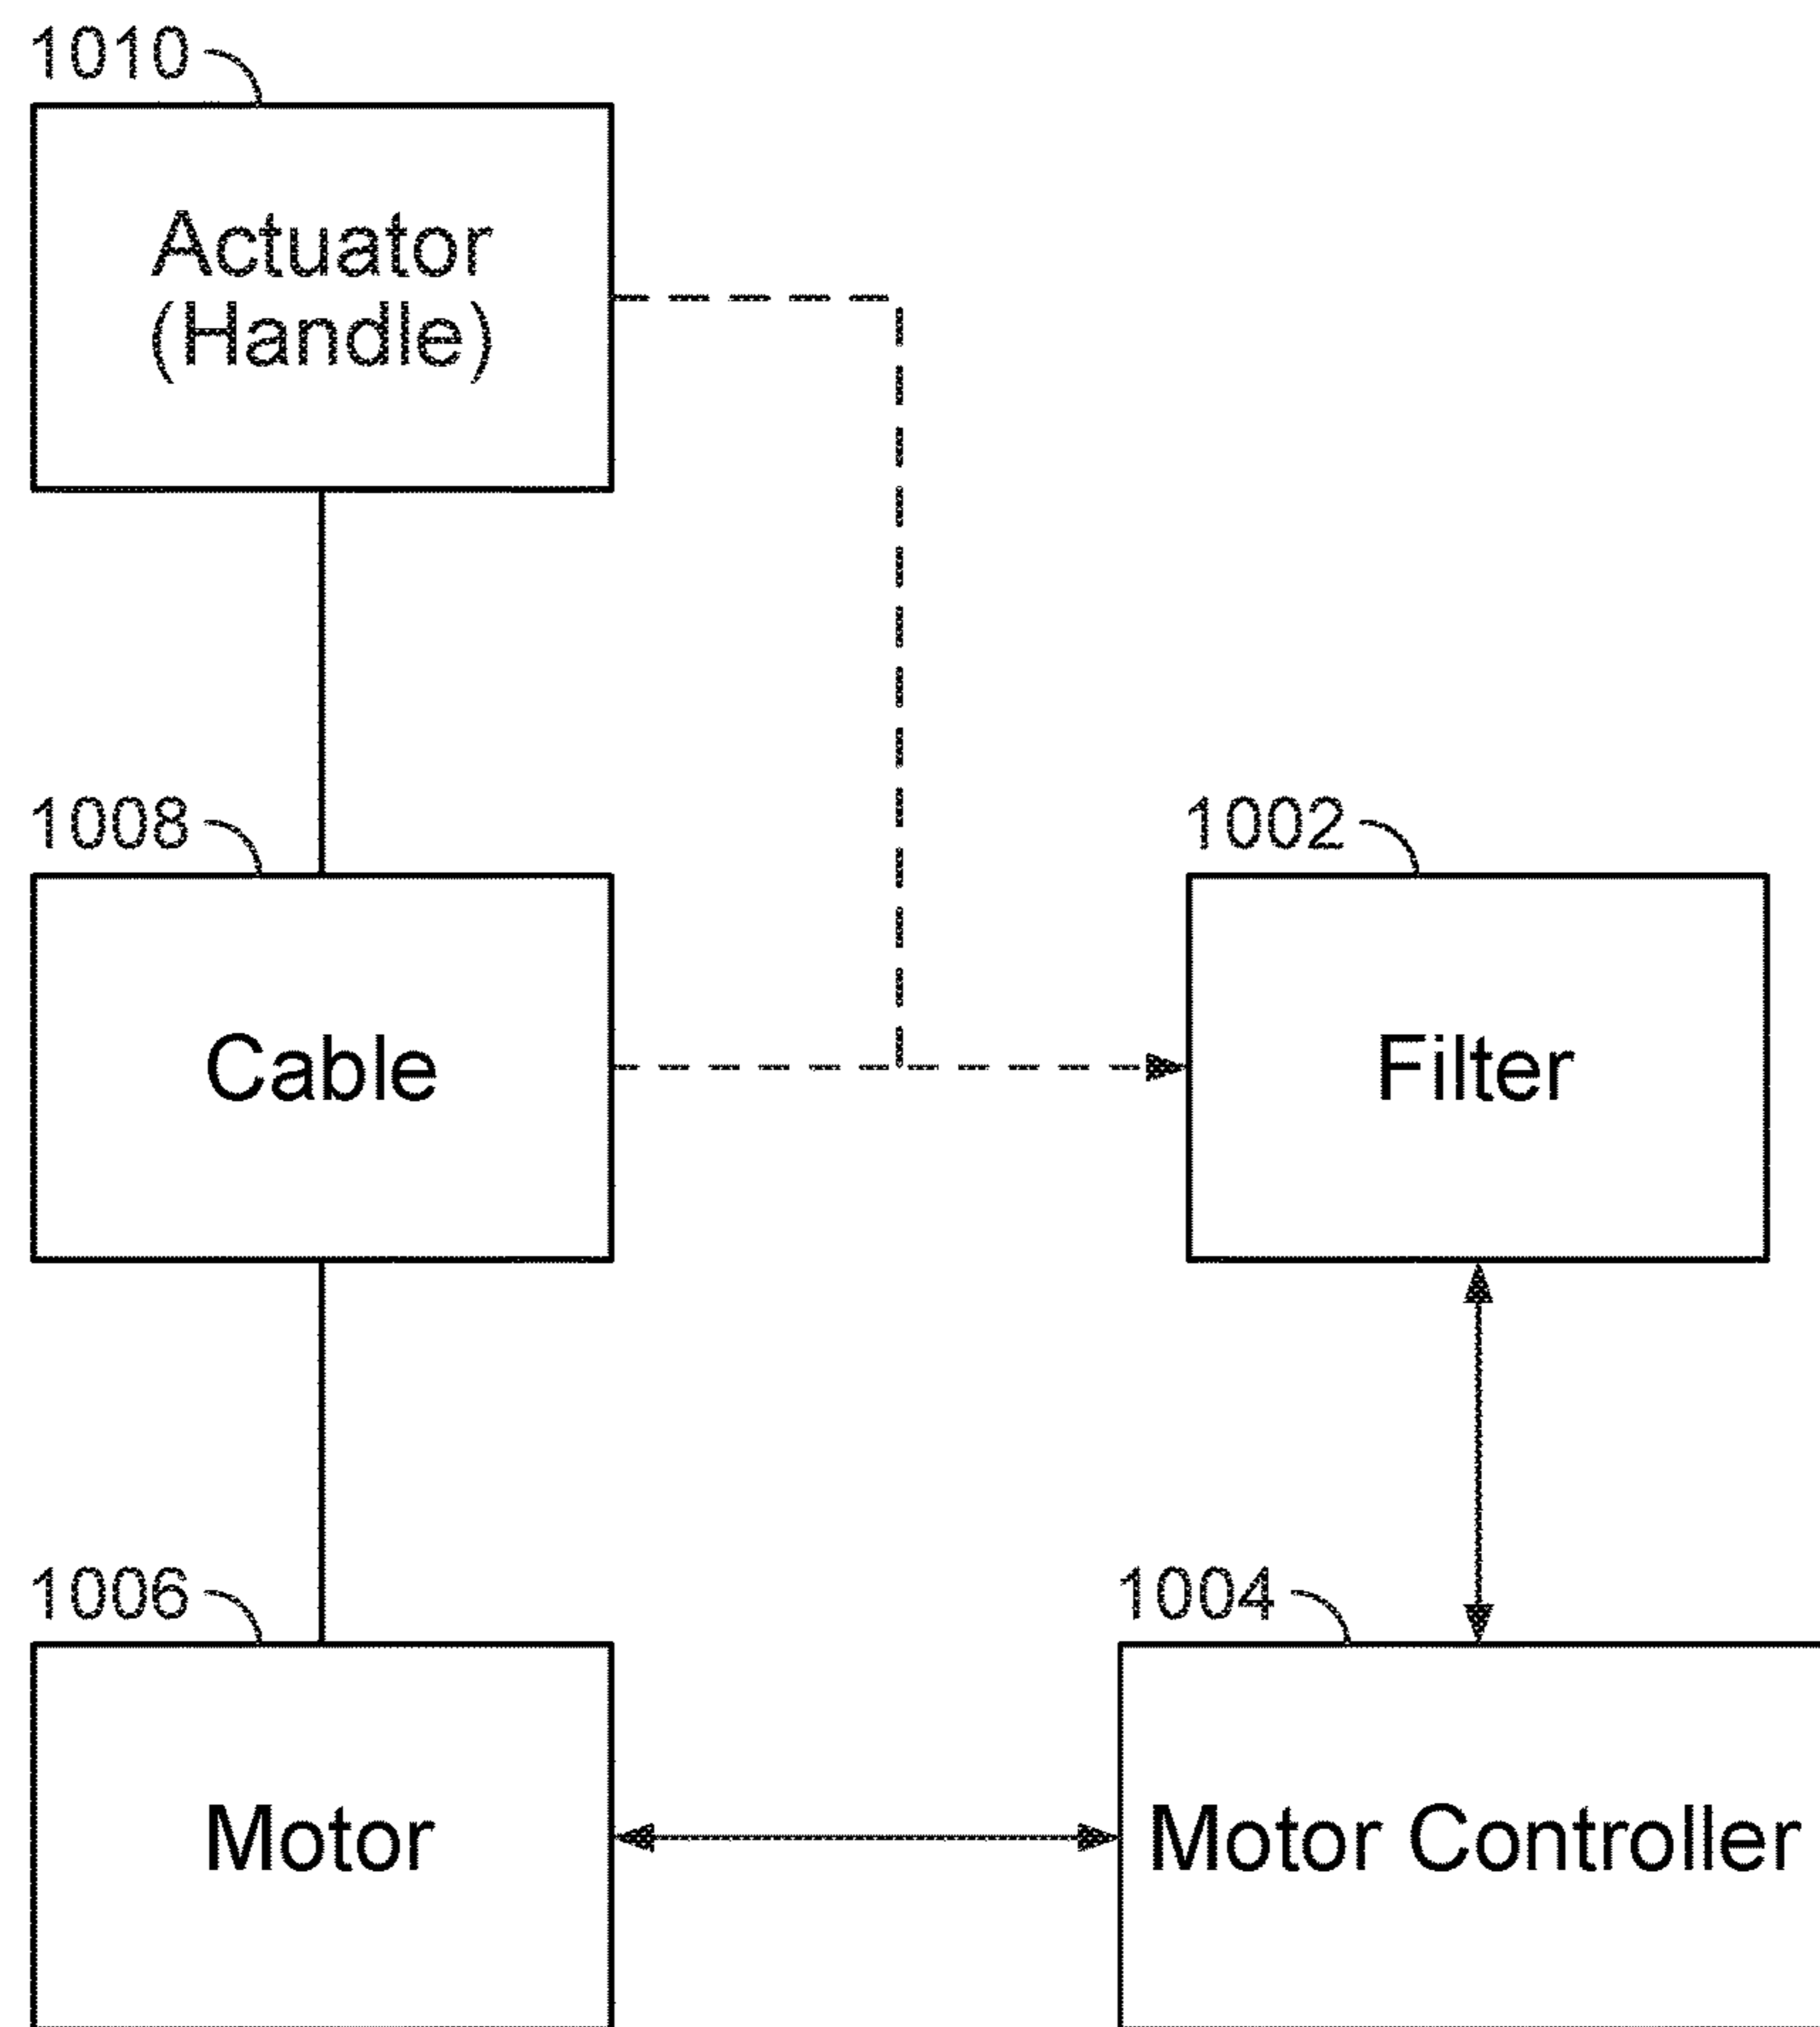 1010
Actuator
(Handle)
1008
Cable
1002
Filter
1006
Motor
1004
Motor Controller